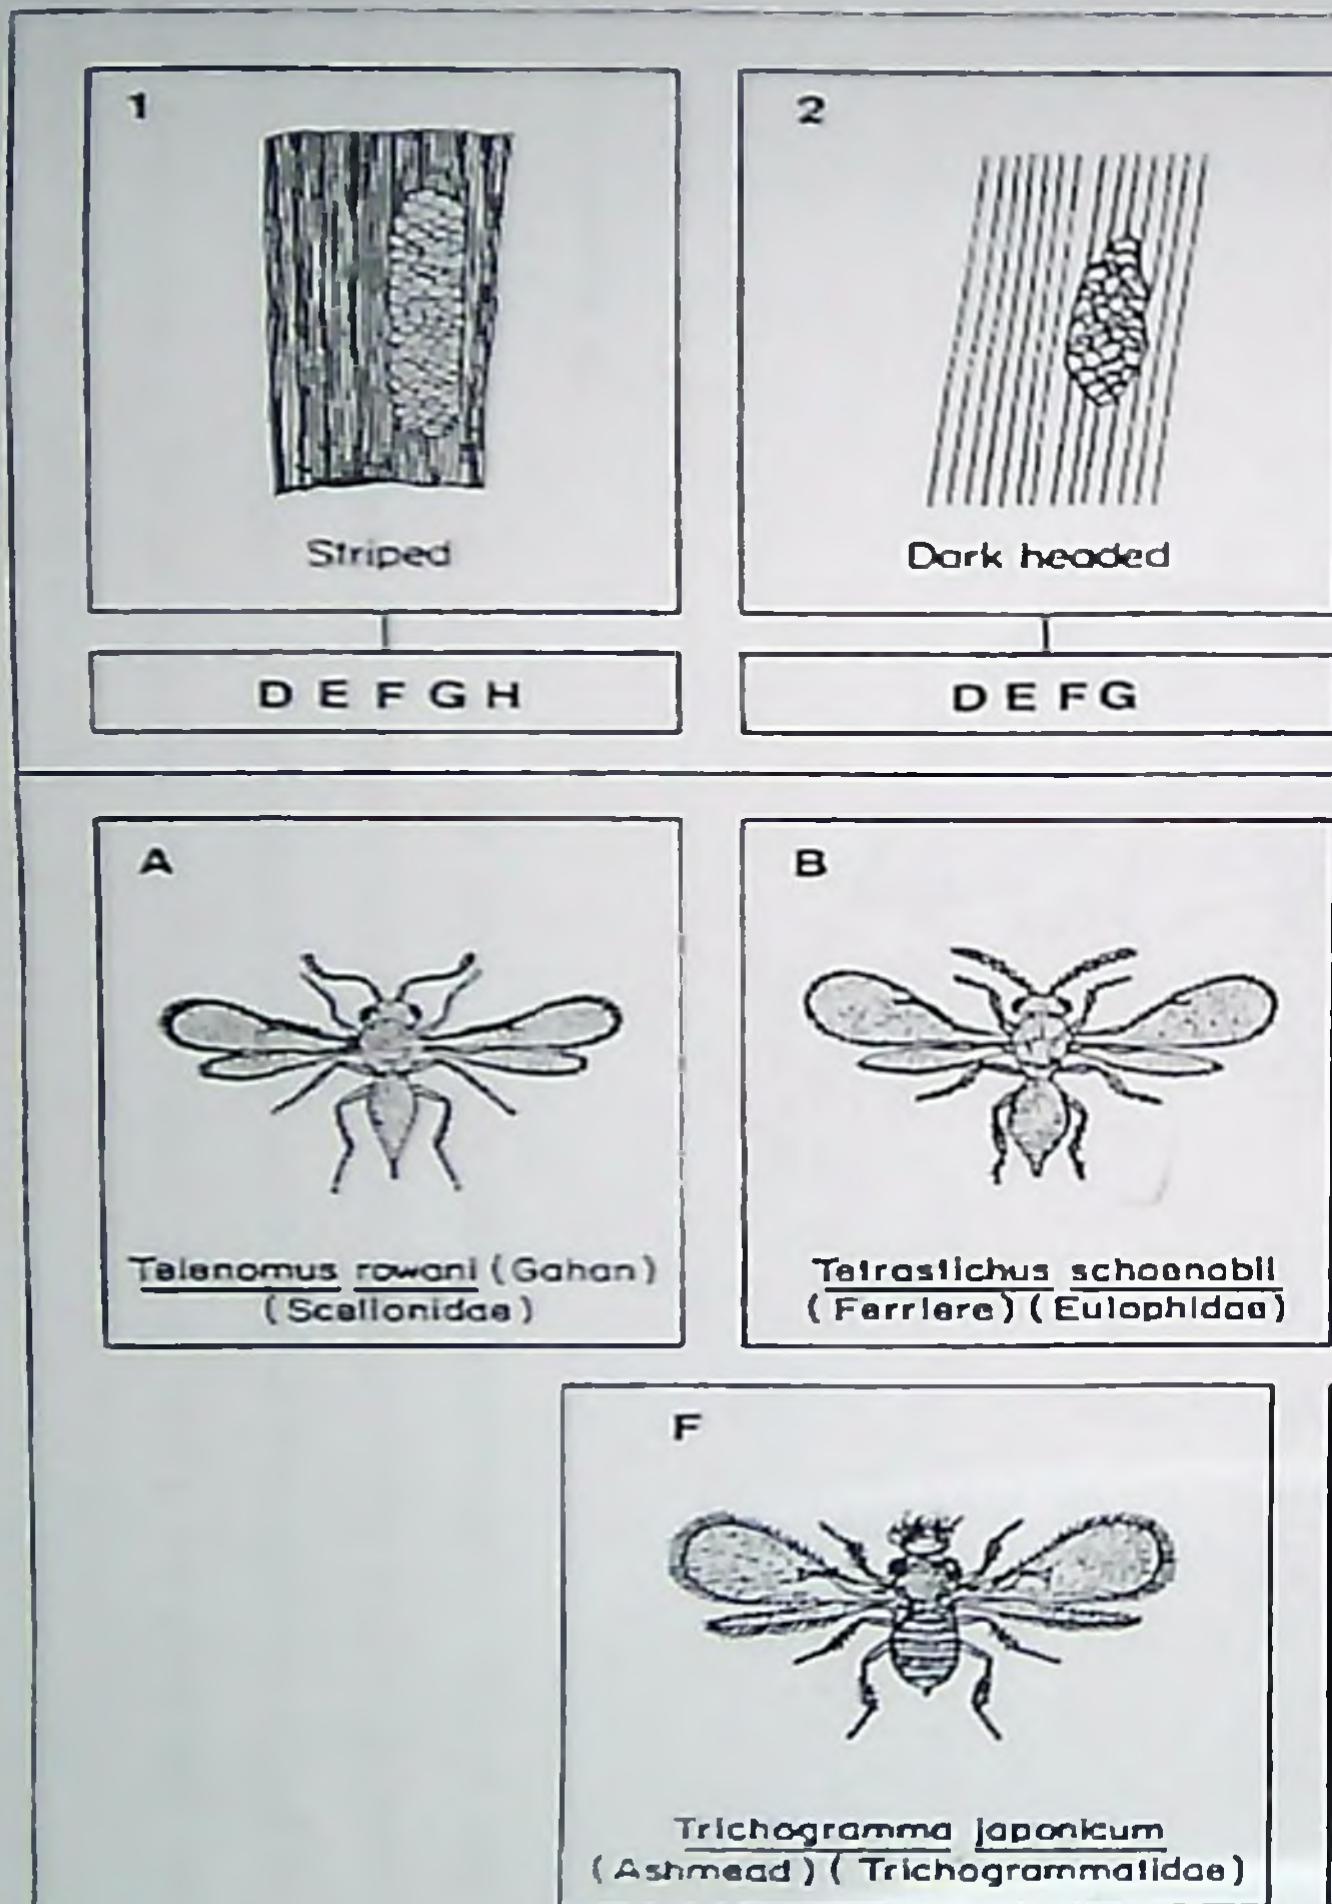 1
Striped
D E F G H
2
Dark headed
D E F G
A
Telenomus rowani (Gahan)
(Scelionidae)
B
Tetrastichus schoenobii
(Ferriere) (Eulophidae)
F
Trichogramma japonicum
(Ashmead) (Trichogrammatidae)